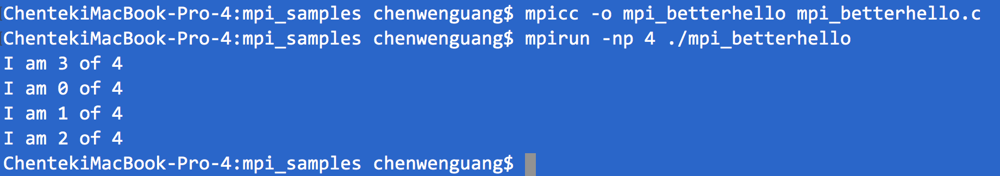 ChentekiMacBook-Pro-4:mpi_samples chenwenguang$ mpicc -o mpi_betterhello mpi_betterhello.c
ChentekiMacBook-Pro-4:mpi_samples chenwenguang$ mpirun -np 4 ./mpi_betterhello
I am 3 of 4
I am 0 of 4
I am 1 of 4
I am 2 of 4
ChentekiMacBook-Pro-4:mpi_samples chenwenguang$